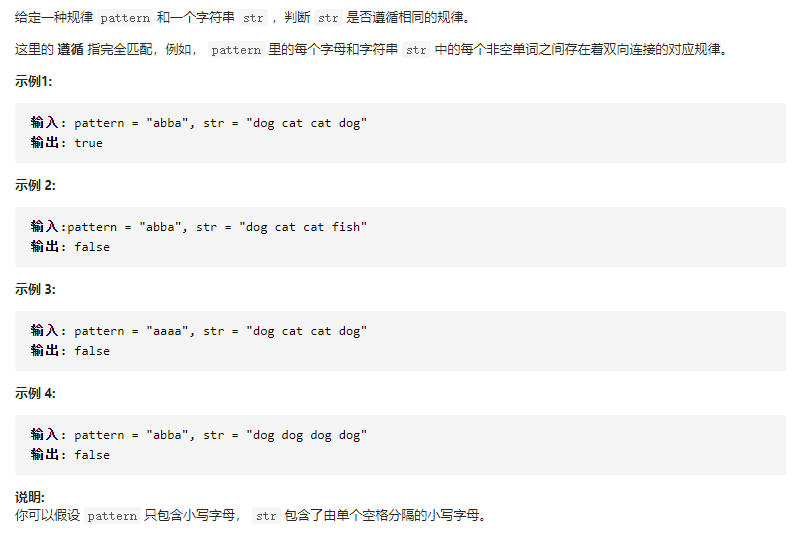 给定一种规律 pattern 和一个字符串 str ，判断 str 是否遵循相同的规律。
这里的 遵循 指完全匹配，例如， pattern 里的每个字母和字符串 str 中的每个非空单词之间存在着双向连接的对应规律。
示例1:
输入: pattern = "abba", str = "dog cat cat dog"
输出: true
示例 2:
输入:pattern = "abba", str = "dog cat cat fish"
输出: false
示例 3:
输入: pattern = "aaaa", str = "dog cat cat dog"
输出: false
示例 4:
输入: pattern = "abba", str = "dog dog dog dog"
输出: false
说明:
你可以假设 pattern 只包含小写字母， str 包含了由单个空格分隔的小写字母。